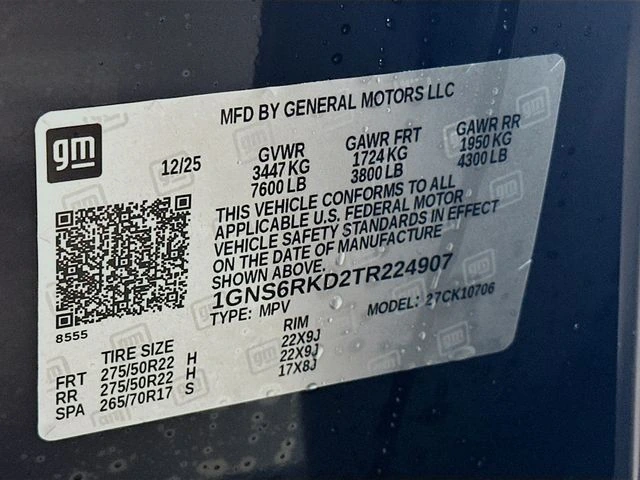 MFD BY GENERAL MOTORS LLC
gm
12/25
GVWR GAWR FRT GAWR RR
3447 KG 1724 KG 1950 KG
7600 LB 3800 LB 4300 LB
THIS VEHICLE CONFORMS TO ALL
APPLICABLE U.S. FEDERAL MOTOR
VEHICLE SAFETY STANDARDS IN EFFECT
ON THE DATE OF MANUFACTURE
SHOWN ABOVE.
1GNS6RKD2TR224907
TYPE: MPV MODEL: 27CK10706
8555
TIRE SIZE RIM
FRT 275/50R22 H 22X9J
RR 275/50R22 H 22X9J
SPA 265/70R17 S 17X8J